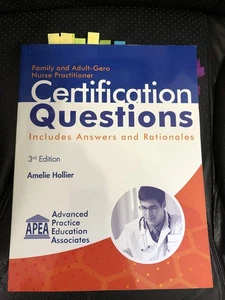 Family and Adult-Gero
Nurse Practitioner
Certification
Questions
Includes Answers and Rationales
3rd Edition
Amelie Hollier
APEA
Advanced
Practice
Education
Associates